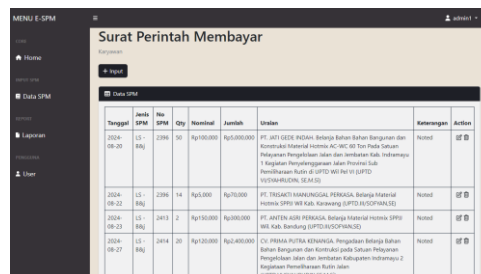 MENU E-SPM
admin1
Surat Perintah Membayar
Karyawan
Home
+ Input
Data SPM
Data SPM
Laporan
User
Tanggal Jenis SPM No SPM Qty Nominal Jumlah Uraian Keterangan Action
2024-08-20 LS - B&J 2396 50 Rp100,000 Rp5,000,000 PT. JATI GEDE INDAH. Belanja Bahan Bahan Bangunan dan
Konstruksi Material Hotmix AC-WC 60 Ton Pada Satuan
Pelayanan Pengelolaan Jalan dan Jembatan Kab. Indramayu
1 Kegiatan Penyelenggaraan Jalan Provinsi Sub
Pemeliharaan Rutin di UPTD Wil Pel VI (UPTD
VI/SYAHRUDIN, SE.M.SI) Noted
2024-08-22 LS - B&J 2396 14 Rp5,000 Rp70,000 PT. TRISAKTI MANUNGGAL PERKASA. Belanja Material
Hotmix SPPJJ Wil Kab. Karawang (UPTD.III/SOFYAN,SE) Noted
2024-08-23 LS - B&J 2413 2 Rp150,000 Rp300,000 PT. ANTEN ASRI PERKASA. Belanja Material Hotmix SPPJJ
Wil. Kab. Bandung (UPTD.III/SOFYAN,SE) Noted
2024-08-27 LS - B&J 2414 20 Rp120,000 Rp2,400,000 CV. PRIMA PUTRA KENANGA. Pengadaan Belanja Bahan
Bahan Bangunan dan Kontruksi pada Satuan Pelayanan
Pengelolaan Jalan dan Jembatan Kabupaten Indramayu 2
Kegiatan Pemeliharaan Rutin Jalan Noted